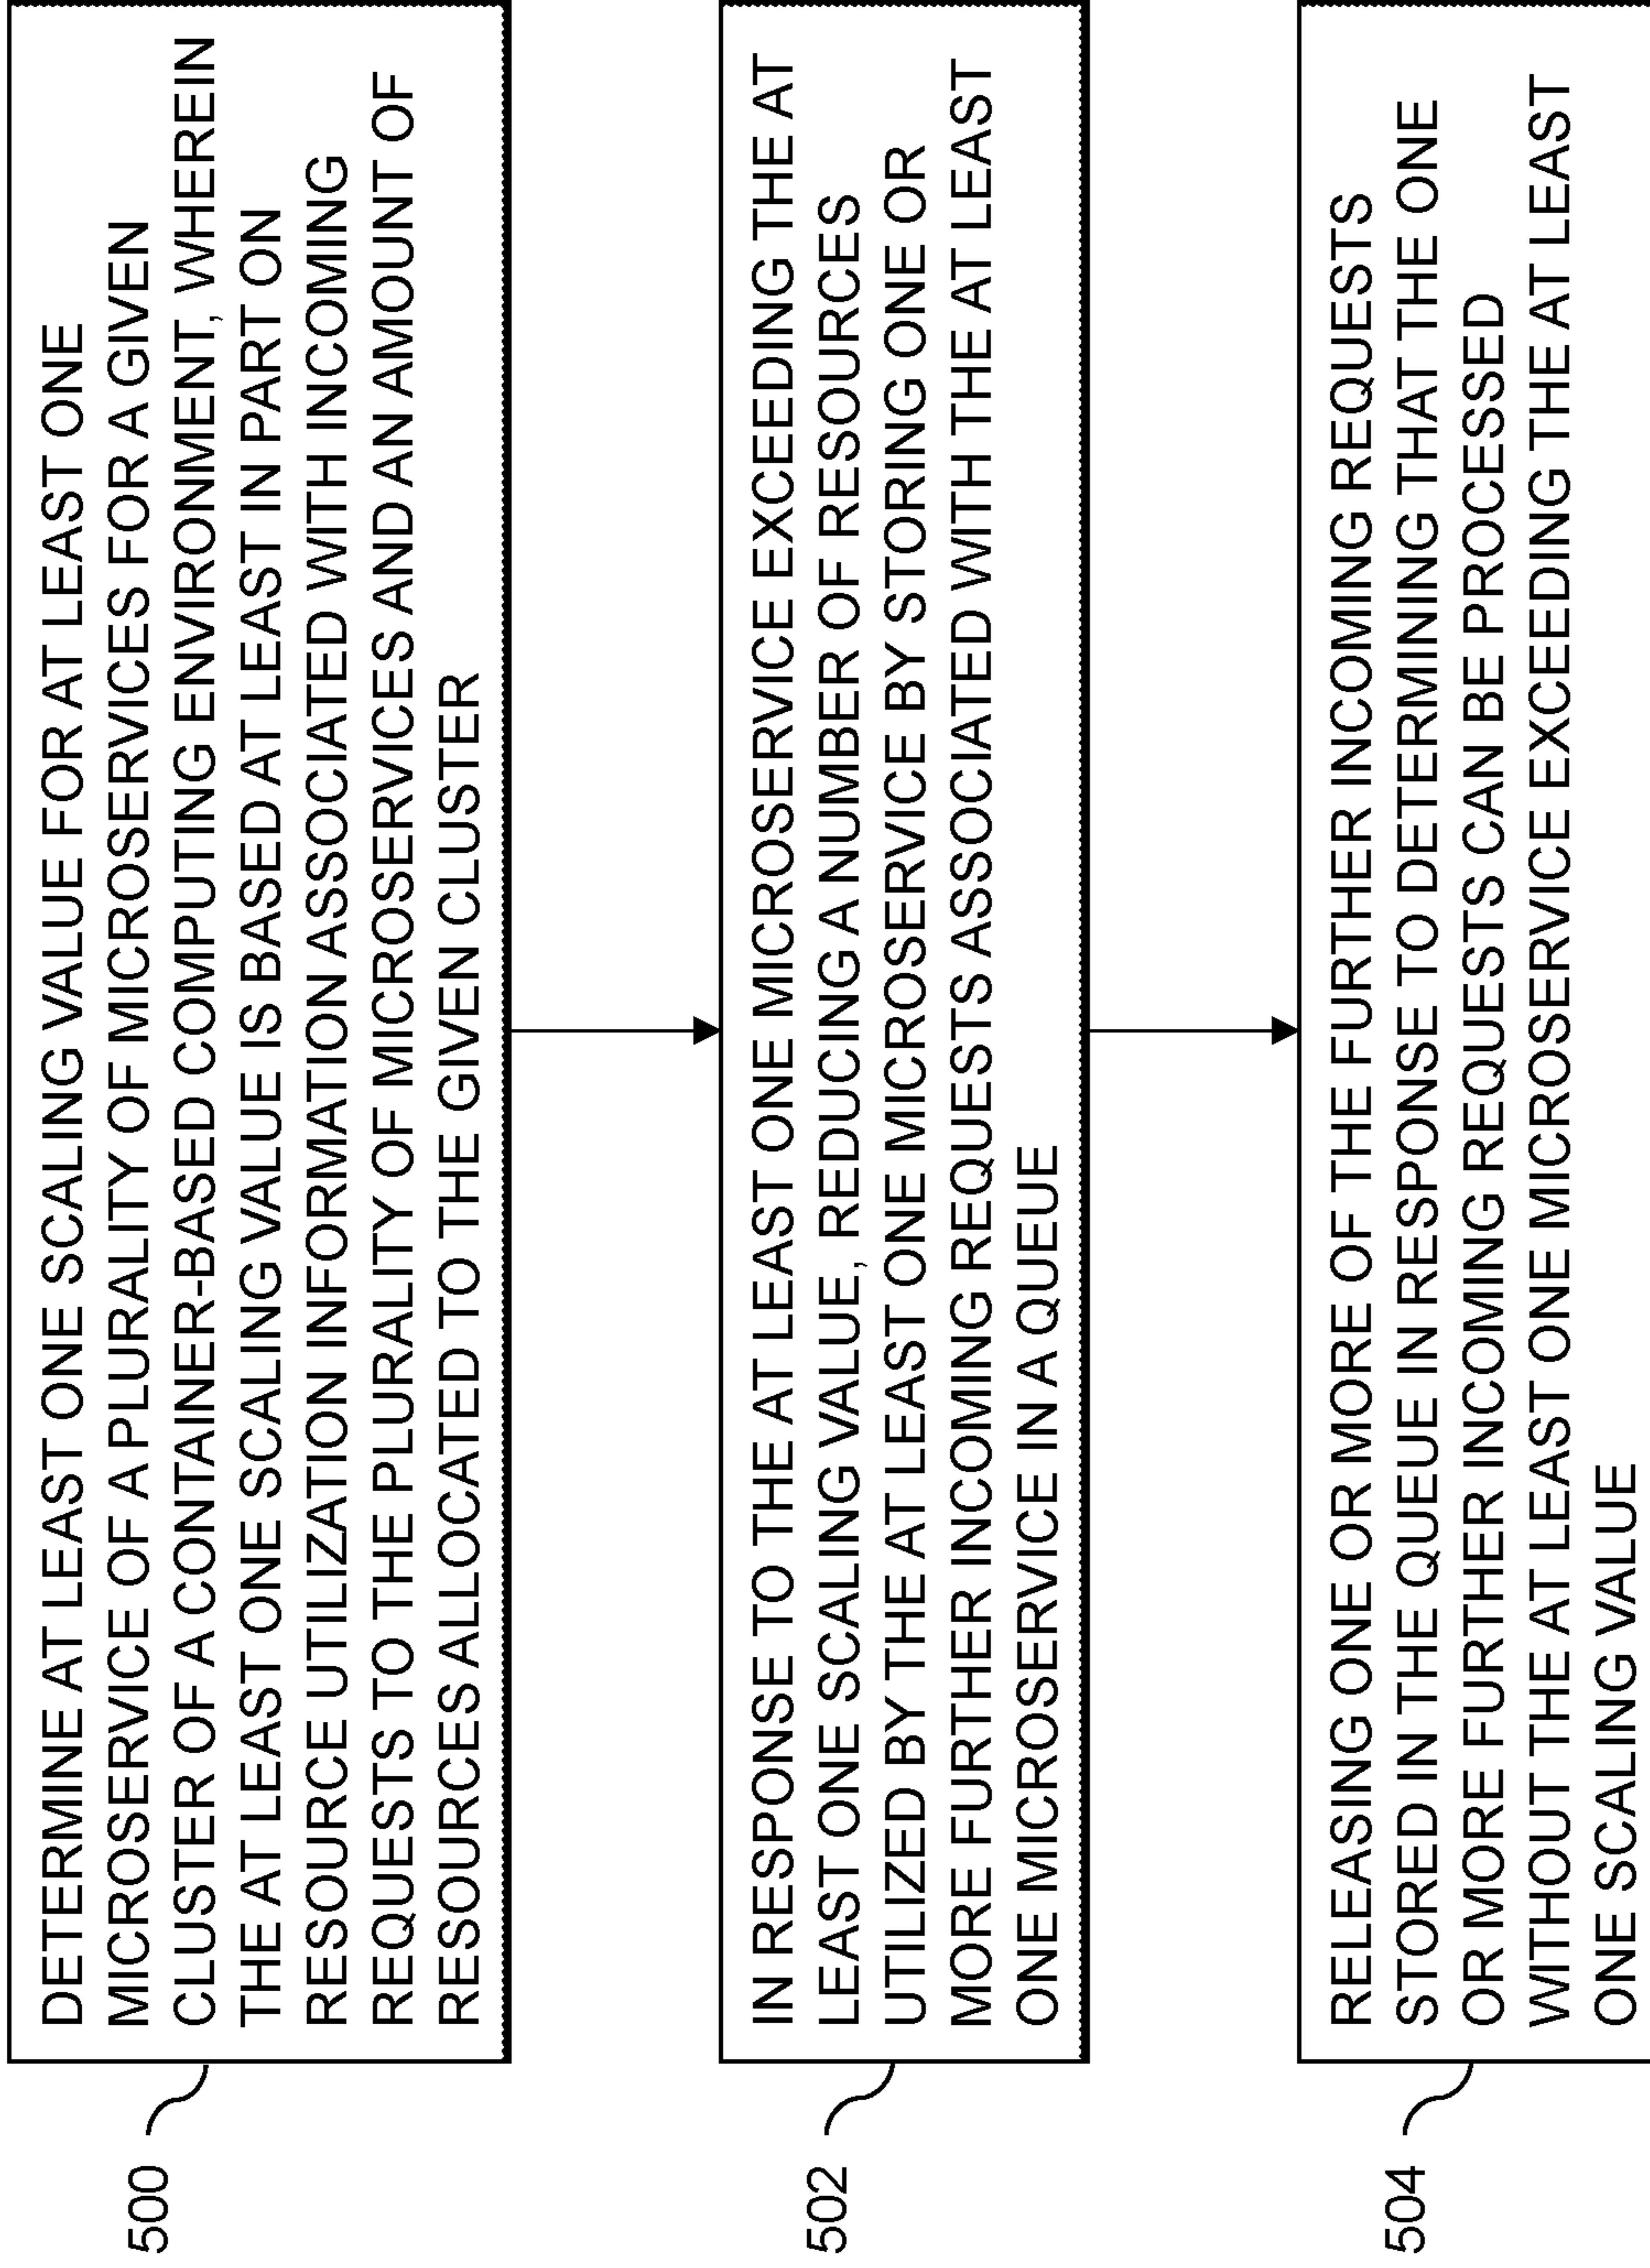 500
DETERMINE AT LEAST ONE SCALING VALUE FOR AT LEAST ONE
MICROSERVICE OF A PLURALITY OF MICROSERVICES FOR A GIVEN
CLUSTER OF A CONTAINER-BASED COMPUTING ENVIRONMENT, WHEREIN
THE AT LEAST ONE SCALING VALUE IS BASED AT LEAST IN PART ON
RESOURCE UTILIZATION INFORMATION ASSOCIATED WITH INCOMING
REQUESTS TO THE PLURALITY OF MICROSERVICES AND AN AMOUNT OF
RESOURCES ALLOCATED TO THE GIVEN CLUSTER
502
IN RESPONSE TO THE AT LEAST ONE MICROSERVICE EXCEEDING THE AT
LEAST ONE SCALING VALUE, REDUCING A NUMBER OF RESOURCES
UTILIZED BY THE AT LEAST ONE MICROSERVICE BY STORING ONE OR
MORE FURTHER INCOMING REQUESTS ASSOCIATED WITH THE AT LEAST
ONE MICROSERVICE IN A QUEUE
504
RELEASING ONE OR MORE OF THE FURTHER INCOMING REQUESTS
STORED IN THE QUEUE IN RESPONSE TO DETERMINING THAT THE ONE
OR MORE FURTHER INCOMING REQUESTS CAN BE PROCESSED
WITHOUT THE AT LEAST ONE MICROSERVICE EXCEEDING THE AT LEAST
ONE SCALING VALUE